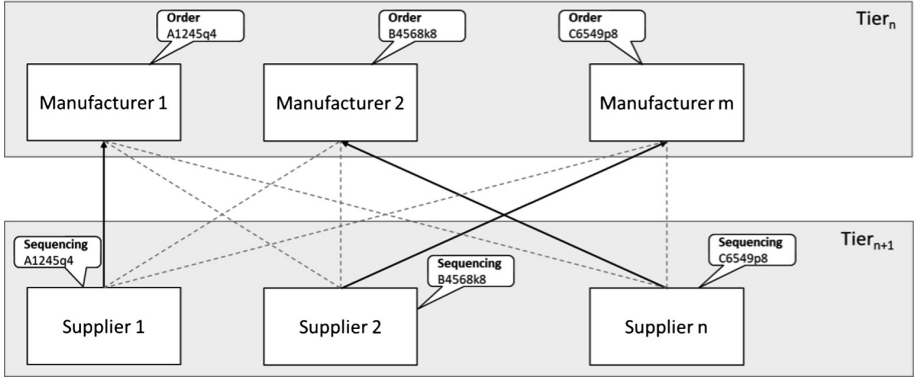 Order
A1245q4
Order
B4568k8
Order
C6549p8
Tiern
Manufacturer 1
Manufacturer 2
Manufacturer m
Tiern+1
Sequencing
A1245q4
Sequencing
B4568k8
Sequencing
C6549p8
Supplier 1
Supplier 2
Supplier n